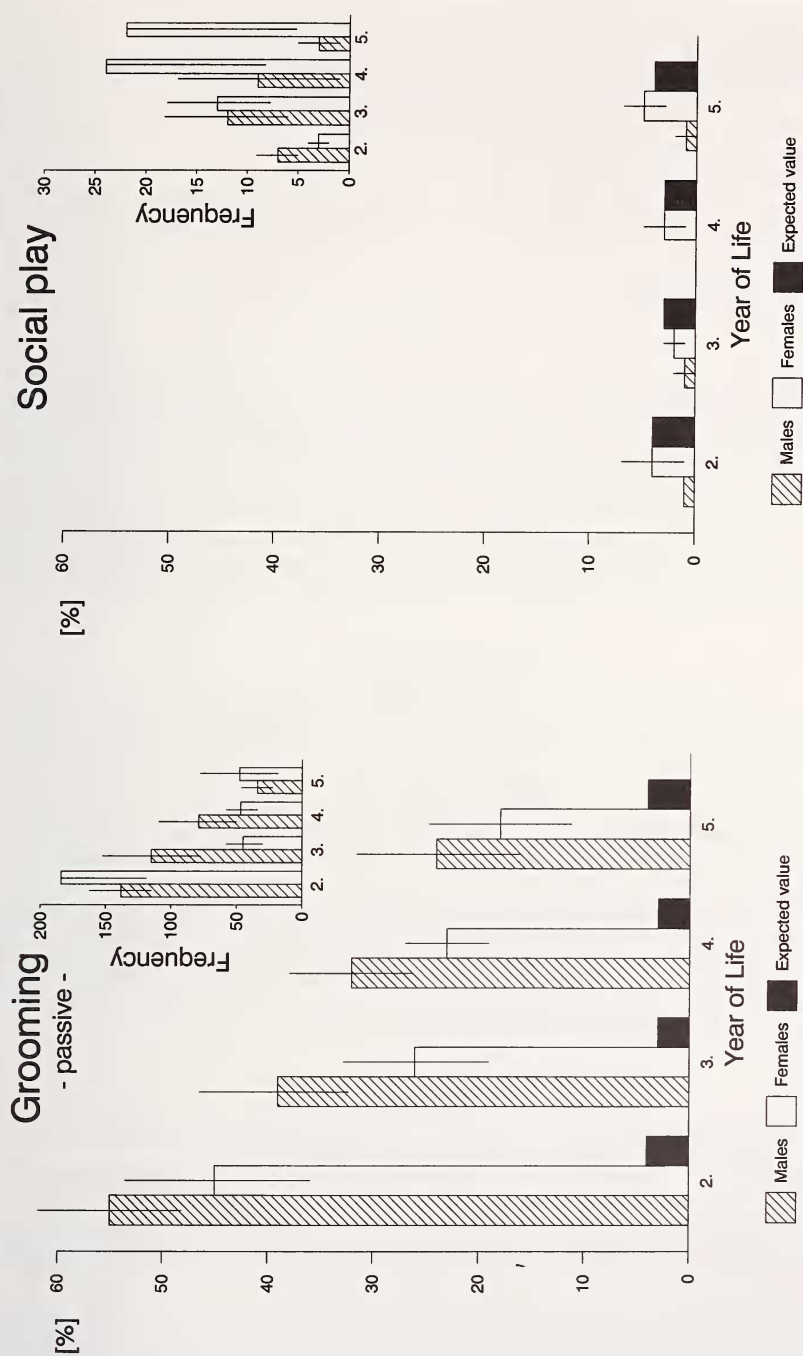 Grooming
- passive -
[%]
60
50
40
30
20
10
0
200
150
100
50
0
Frequency
2. 3. 4. 5.
2. 3. 4. 5.
Year of Life
Males Females Expected value
Social play
[%]
60
50
40
30
20
10
0
30
25
20
15
10
5
0
Frequency
2. 3. 4. 5.
2. 3. 4. 5.
Year of Life
Males Females Expected value